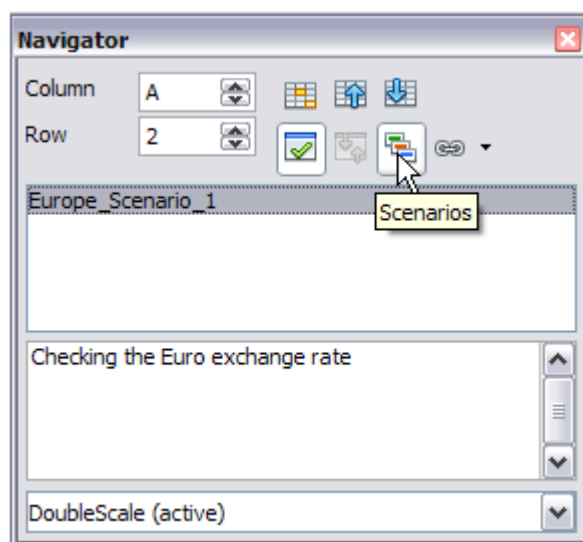 Navigator
Column A
Row 2
Europe_Scenario_1
Scenarios
Checking the Euro exchange rate
DoubleScale (active)